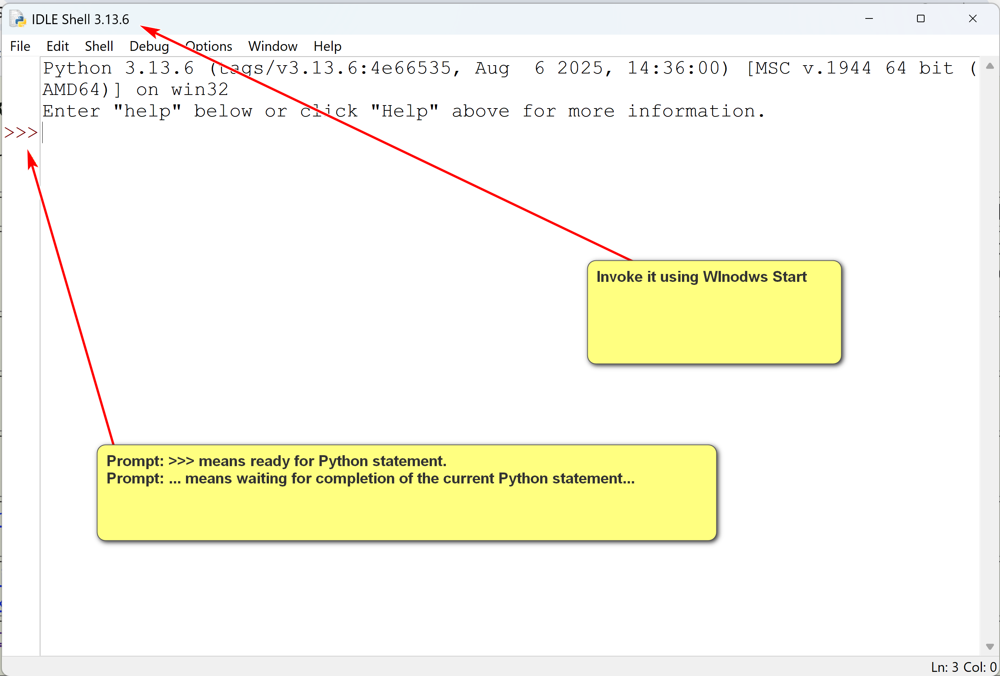 IDLE Shell 3.13.6
File Edit Shell Debug Options Window Help
Python 3.13.6 (tags/v3.13.6:4e66535, Aug  6 2025, 14:36:00) [MSC v.1944 64 bit (
AMD64)] on win32
Enter "help" below or click "Help" above for more information.
>>>
Invoke it using WInodws Start
Prompt: >>> means ready for Python statement.
Prompt: ... means waiting for completion of the current Python statement...
Ln: 3 Col: 0